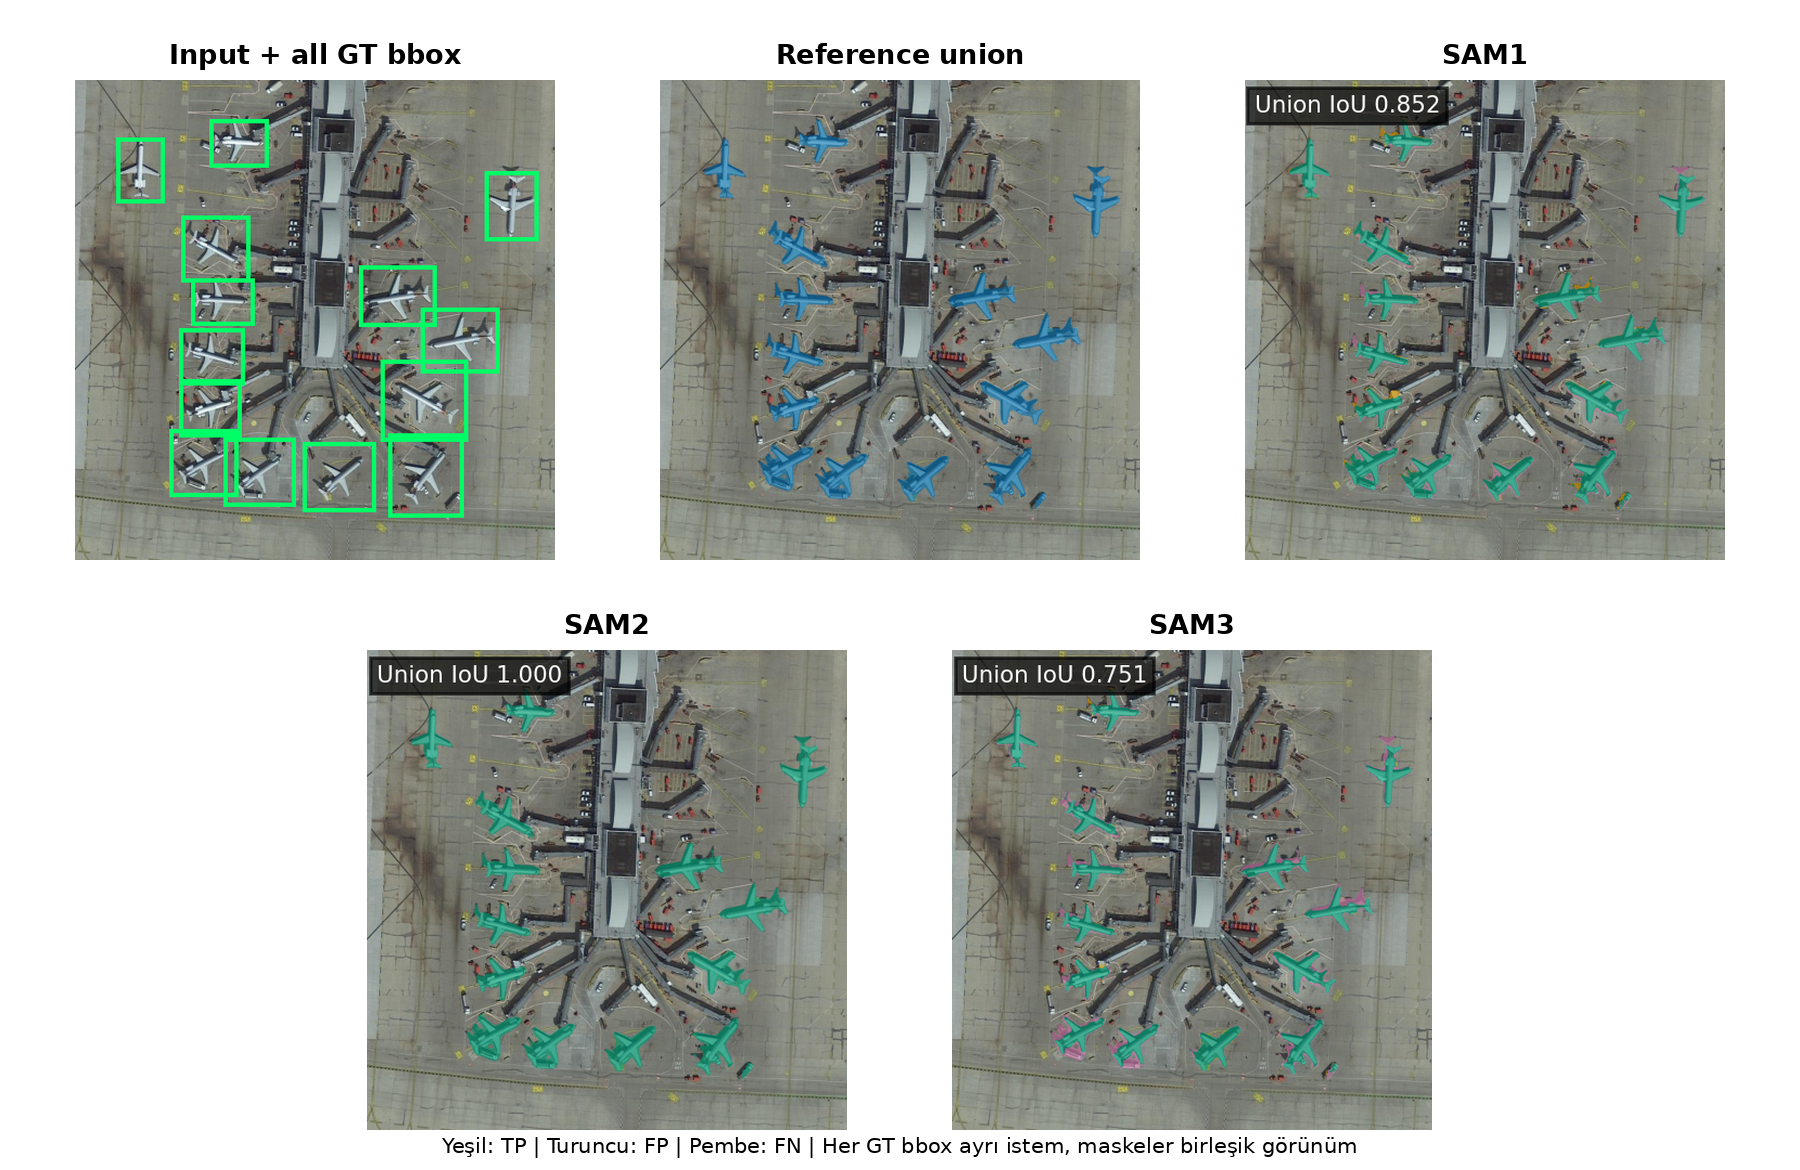 Input + all GT bbox
Reference union
SAM1
Union IoU 0.852
SAM2
SAM3
Union IoU 1.000
Union IoU 0.751
Yeşil: TP | Turuncu: FP | Pembe: FN | Her GT bbox ayrı istem, maskeler birleşik görünüm